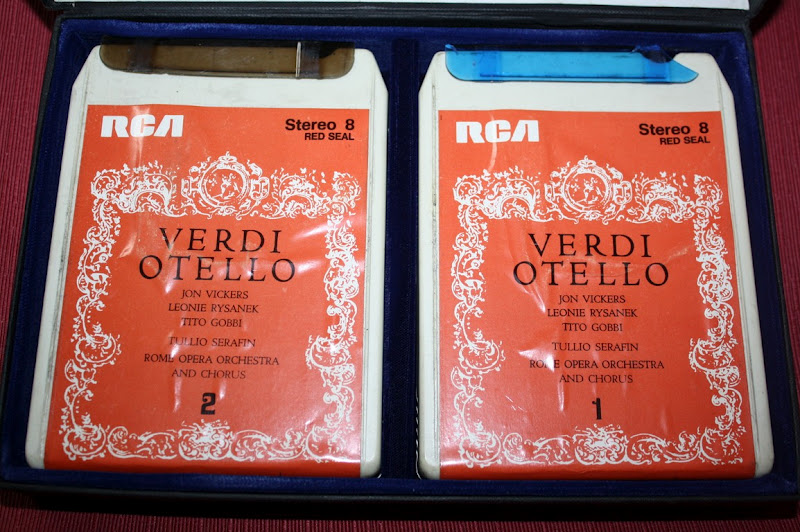 RCA
Stereo 8
RED SEAL
VERDI
OTELLO
JON VICKERS
LEONIE RYSANEK
TITO GOBBI
TULLIO SERAFIN
ROME OPERA ORCHESTRA
AND CHORUS
2
RCA
Stereo 8
RED SEAL
VERDI
OTELLO
JON VICKERS
LEONIE RYSANEK
TITO GOBBI
TULLIO SERAFIN
ROME OPERA ORCHESTRA
AND CHORUS
1